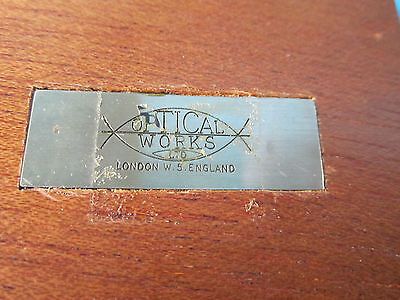 OPTICAL
WORKS
LTD
LONDON W.5. ENGLAND